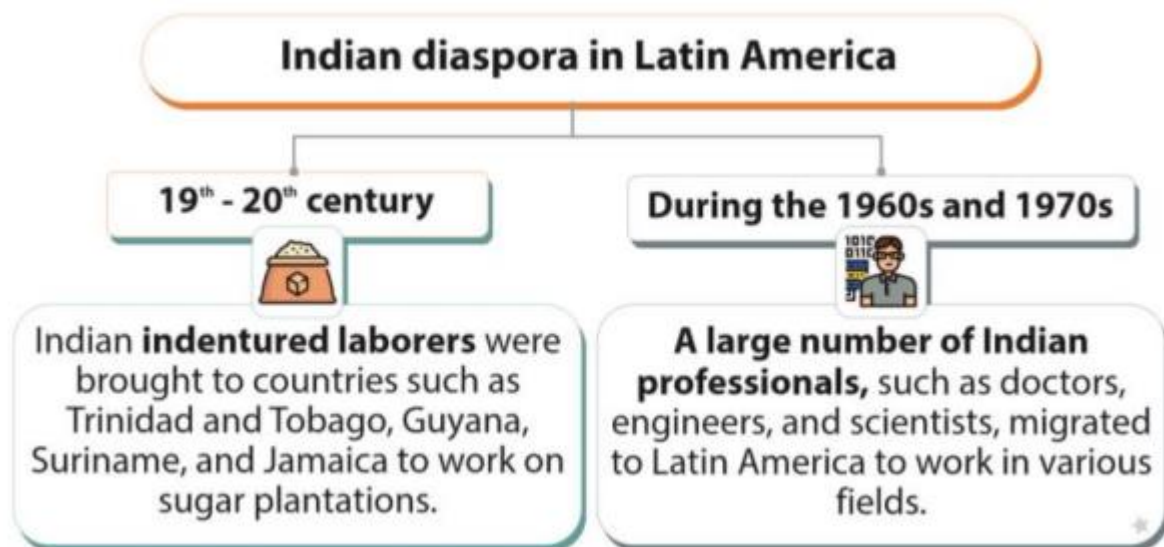 Indian diaspora in Latin America
19th - 20th century
Indian indentured laborers were
brought to countries such as
Trinidad and Tobago, Guyana,
Suriname, and Jamaica to work on
sugar plantations.
During the 1960s and 1970s
1010
0110
A large number of Indian
professionals, such as doctors,
engineers, and scientists, migrated
to Latin America to work in various
fields.